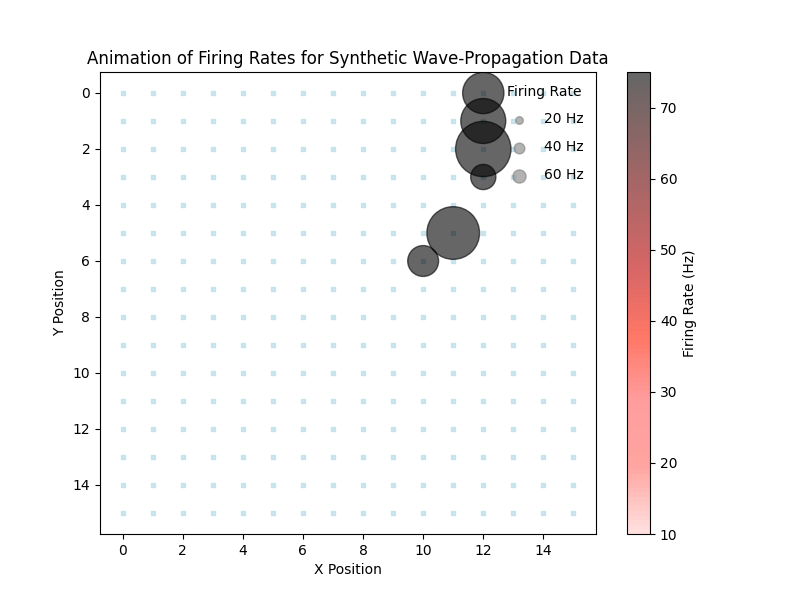 Animation of Firing Rates for Synthetic Wave-Propagation Data
Firing Rate
20 Hz
40 Hz
60 Hz
0
2
4
6
8
10
12
14
Y Position
0 2 4 6 8 10 12 14
X Position
70
60
50
40
30
20
10
Firing Rate (Hz)